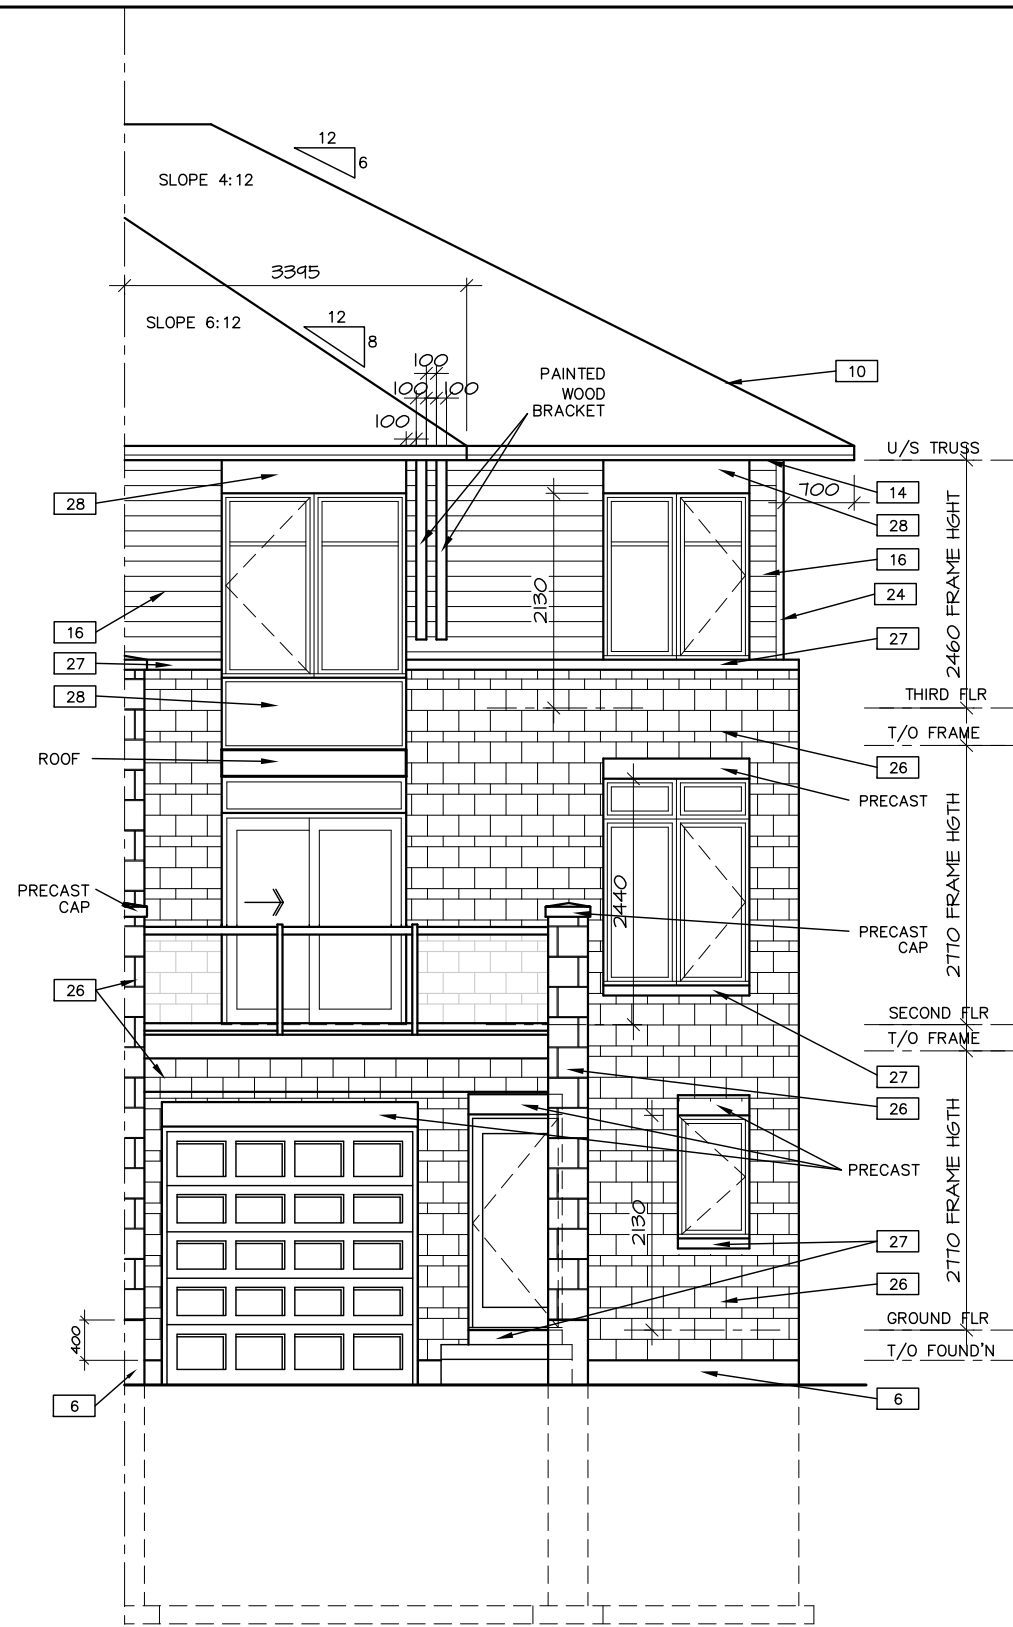 12
6
SLOPE 4:12
3395
SLOPE 6:12
12
8
100
100
100
100
PAINTED
WOOD
BRACKET
10
U/S TRUSS
14
700
28
28
16
24
2130
16
27
27
2460 FRAME HGHT
28
THIRD FLR
T/O FRAME
ROOF
26
PRECAST
2440
2770 FRAME HGTH
PRECAST
CAP
PRECAST
CAP
26
SECOND FLR
T/O FRAME
27
26
PRECAST
2130
2770 FRAME HGTH
27
26
400
GROUND FLR
T/O FOUND'N
6
6